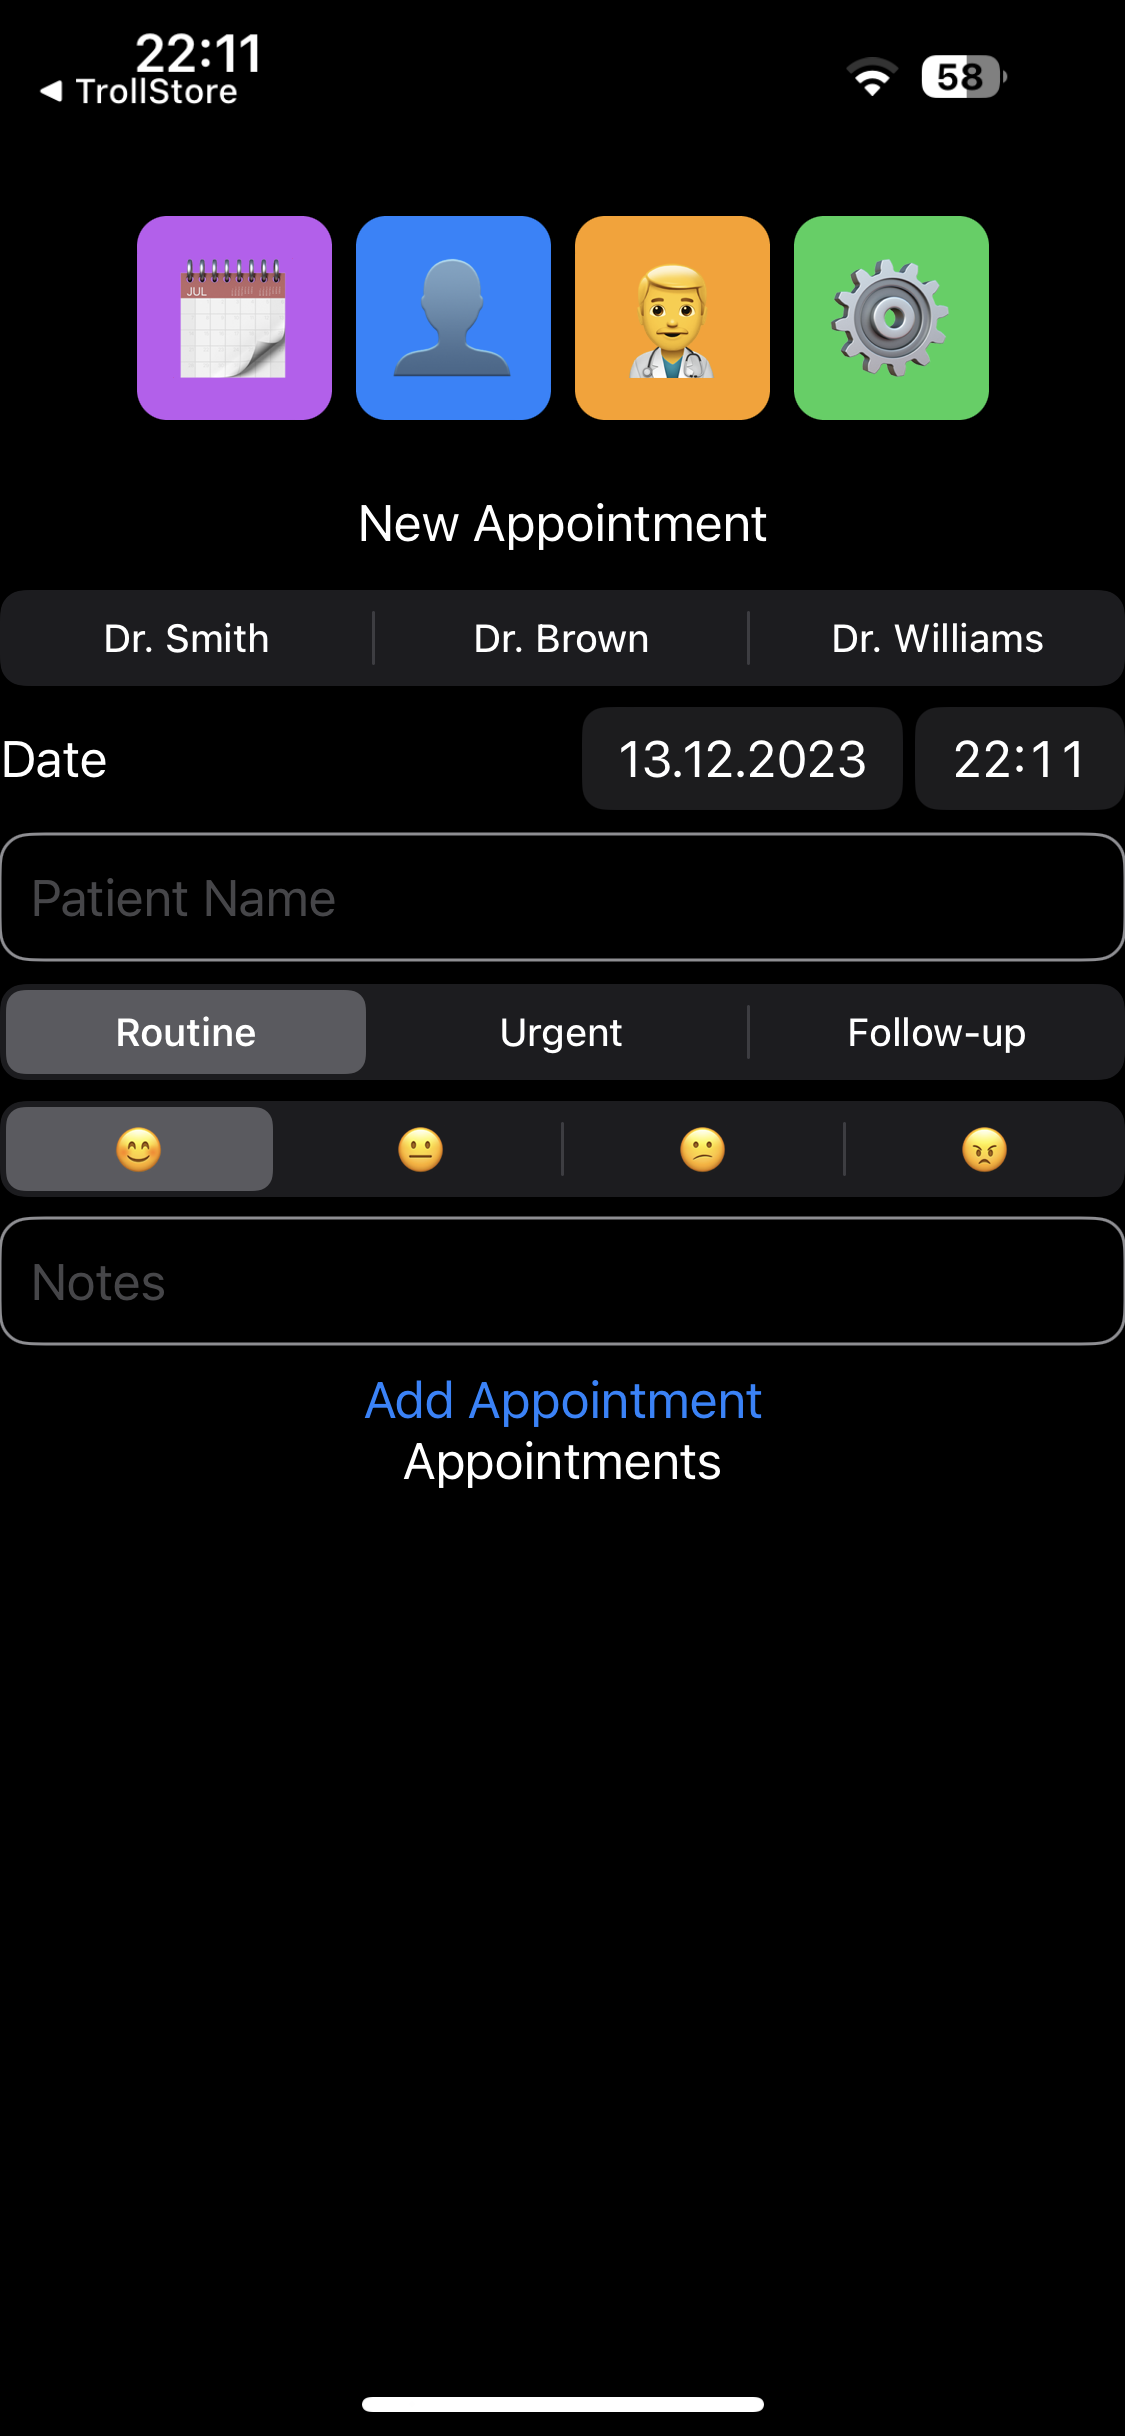 22:11
◀ TrollStore
58
JUL
New Appointment
Dr. Smith
Dr. Brown
Dr. Williams
Date
13.12.2023
22:11
Patient Name
Routine
Urgent
Follow-up
Notes
Add Appointment
Appointments